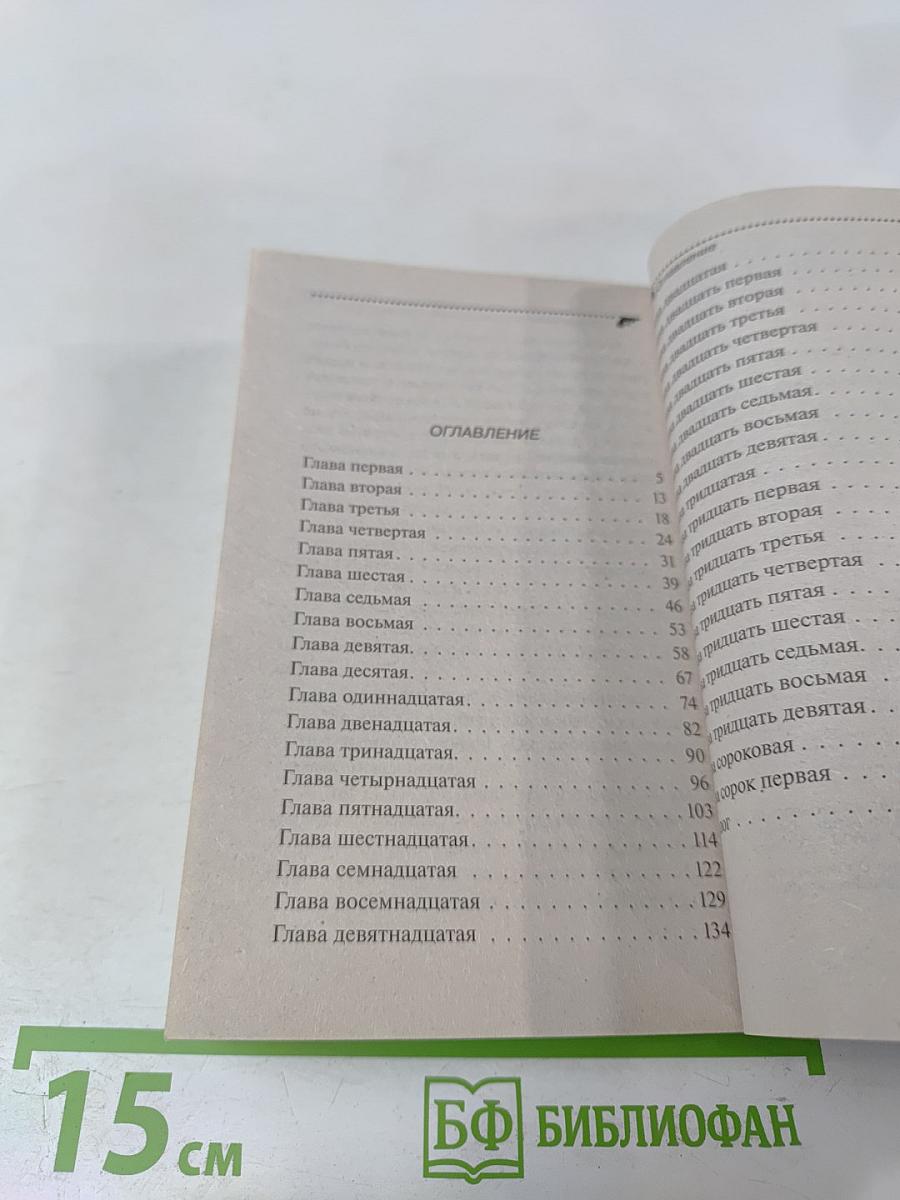 ОГЛАВЛЕНИЕ
Глава первая . . . . . . . . . . . . . . . . . . . . 5
Глава вторая . . . . . . . . . . . . . . . . . . . . 13
Глава третья . . . . . . . . . . . . . . . . . . . . 18
Глава четвертая . . . . . . . . . . . . . . . . . . 24
Глава пятая. . . . . . . . . . . . . . . . . . . . . 31
Глава шестая . . . . . . . . . . . . . . . . . . . . 39
Глава седьмая . . . . . . . . . . . . . . . . . . . 46
Глава восьмая . . . . . . . . . . . . . . . . . . . 53
Глава девятая. . . . . . . . . . . . . . . . . . . . 58
Глава десятая. . . . . . . . . . . . . . . . . . . . 67
Глава одиннадцатая. . . . . . . . . . . . . . . . 74
Глава двенадцатая. . . . . . . . . . . . . . . . . 82
Глава тринадцатая. . . . . . . . . . . . . . . . . 90
Глава четырнадцатая . . . . . . . . . . . . . . . 96
Глава пятнадцатая. . . . . . . . . . . . . . . . . 103
Глава шестнадцатая. . . . . . . . . . . . . . . . 114
Глава семнадцатая . . . . . . . . . . . . . . . . 122
Глава восемнадцатая . . . . . . . . . . . . . . . 129
Глава девятнадцатая . . . . . . . . . . . . . . . 134
двадцатая . . . . .
двадцать первая . . . . .
двадцать вторая . . . . .
двадцать третья . . . . .
двадцать четвертая . . . .
двадцать пятая . . . . .
двадцать шестая . . . . .
двадцать седьмая. . . . .
двадцать восьмая . . . .
двадцать девятая . . . .
тридцатая . . . . . .
тридцать первая . . . .
тридцать вторая . . . .
тридцать третья . . . .
тридцать четвертая . .
тридцать пятая . . . .
тридцать шестая . . .
тридцать седьмая. . .
тридцать восьмая . .
тридцать девятая . .
сороковая . . . . .
сорок первая . . . .
15 см
БФ БИБЛИОФАН